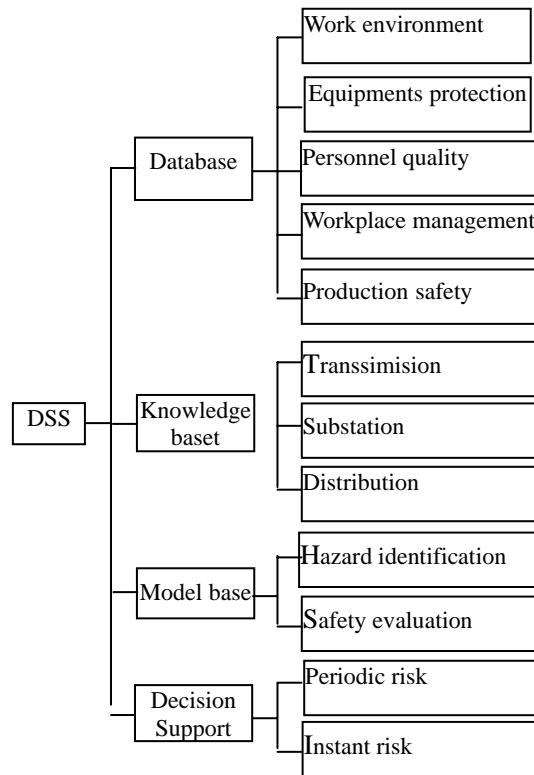 Work environment
Equipments protection
Database
Personnel quality
Workplace management
Production safety
Transsimision
DSS
Knowledge
baset
Substation
Distribution
Hazard identification
Model base
Safety evaluation
Periodic risk
Decision
Support
Instant risk